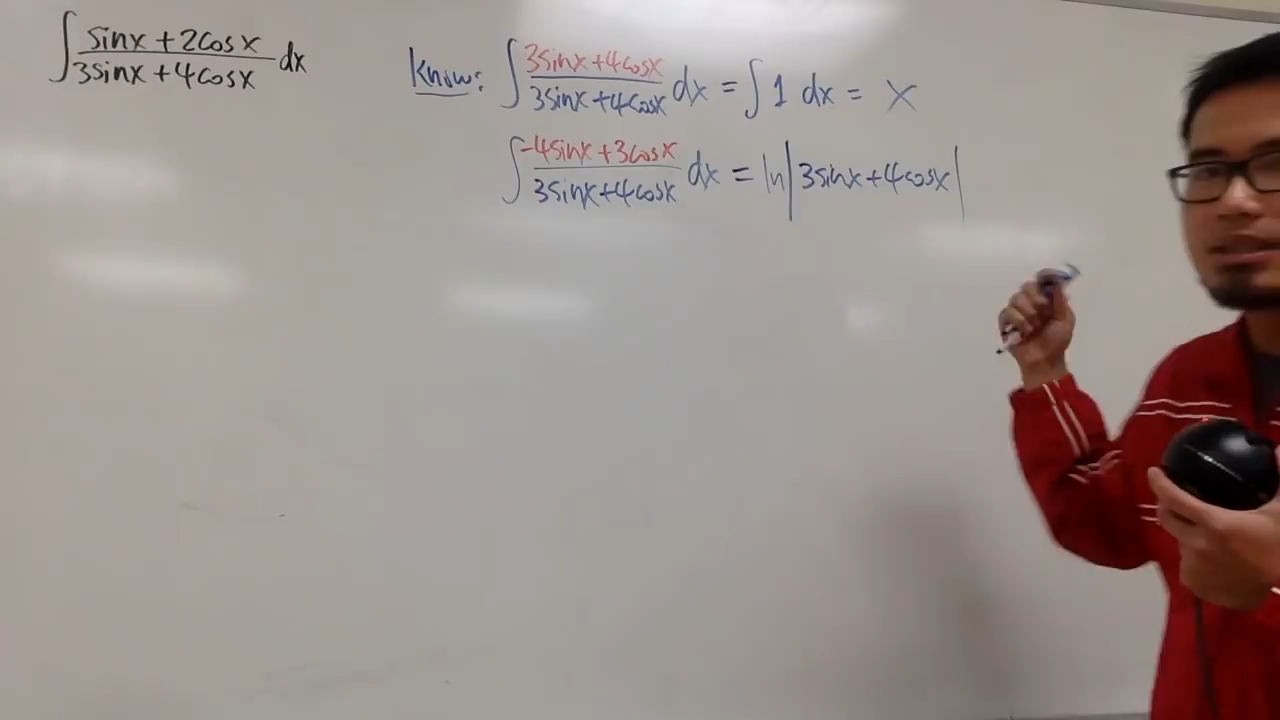 ∫ (sinx + 2cosx)/(3sinx + 4cosx) dx
Know: ∫ (3sinx+4cosx)/(3sinx+4cosx) dx = ∫ 1 dx = x
∫ (-4sinx+3cosx)/(3sinx+4cosx) dx = ln|3sinx+4cosx|